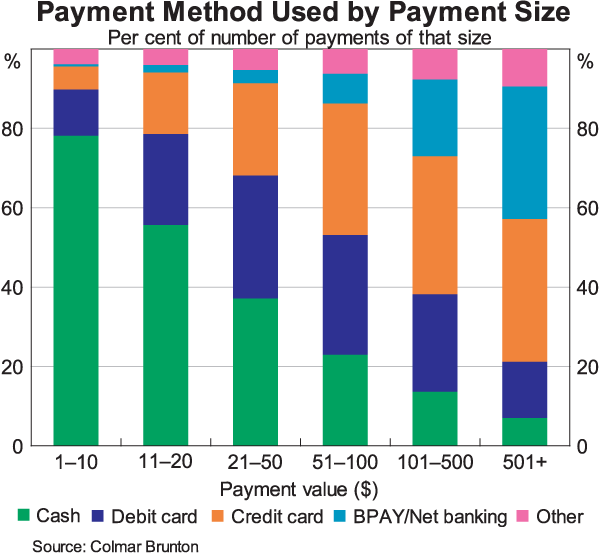 Payment Method Used by Payment Size
Per cent of number of payments of that size
% %
80 80
60 60
40 40
20 20
0 0
1–10 11–20 21–50 51–100 101–500 501+
Payment value ($)
Cash Debit card Credit card BPAY/Net banking Other
Source: Colmar Brunton